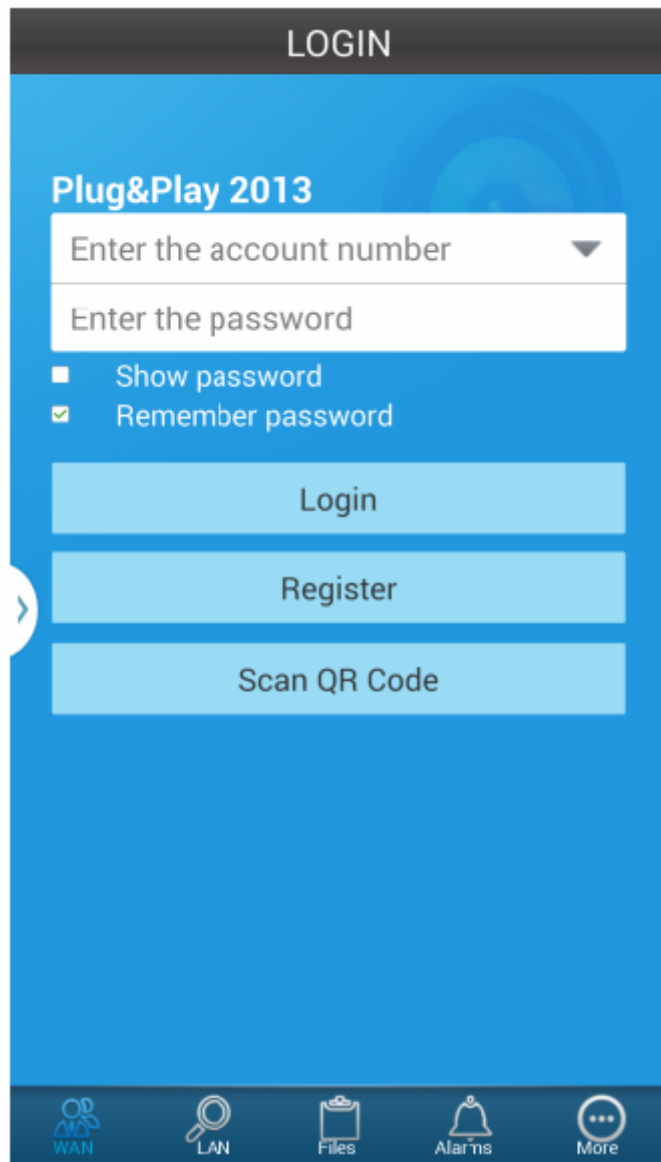 LOGIN
Plug&Play 2013
Enter the account number
Enter the password
Show password
Remember password
Login
Register
Scan QR Code
WAN LAN Files Alarms More